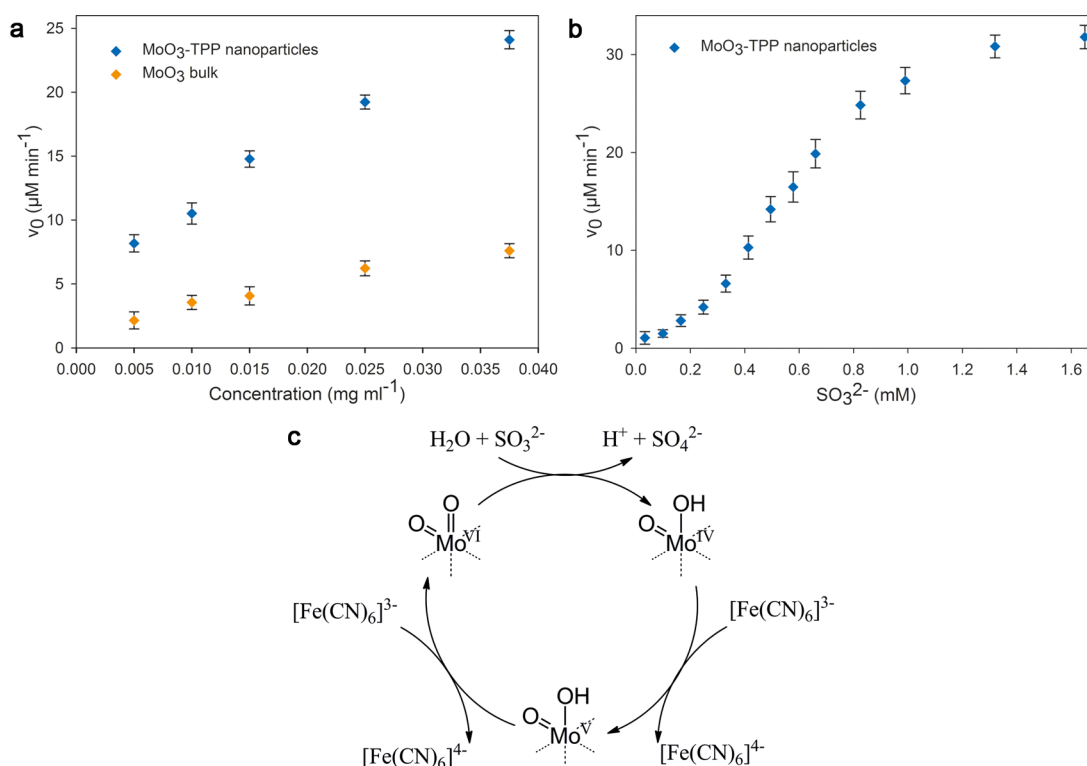 a
25
20
15
10
5
0
v₀ (µM min⁻¹)
MoO₃-TPP nanoparticles
MoO₃ bulk
0.000 0.005 0.010 0.015 0.020 0.025 0.030 0.035 0.040
Concentration (mg ml⁻¹)
b
30
20
10
0
v₀ (µM min⁻¹)
MoO₃-TPP nanoparticles
0.0 0.2 0.4 0.6 0.8 1.0 1.2 1.4 1.6
SO₃²⁻ (mM)
c
H₂O + SO₃²⁻ H⁺ + SO₄²⁻
O O Mo VI
O OH Mo IV
[Fe(CN)₆]³⁻ [Fe(CN)₆]³⁻
O OH Mo V
[Fe(CN)₆]⁴⁻ [Fe(CN)₆]⁴⁻